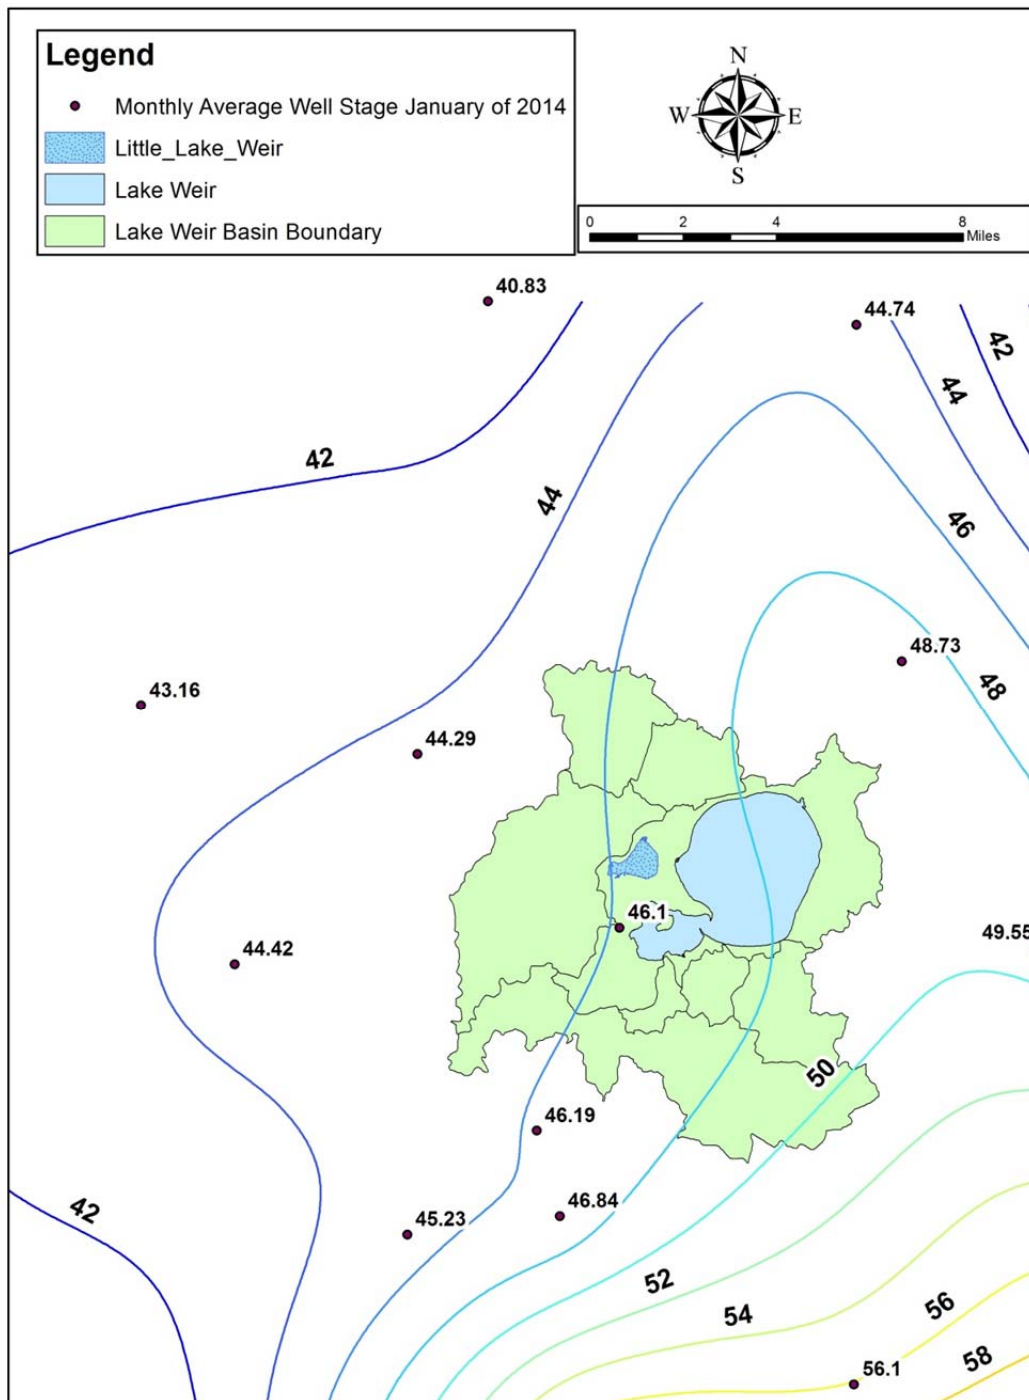 Legend
Monthly Average Well Stage January of 2014
Little_Lake_Weir
Lake Weir
Lake Weir Basin Boundary
N
W E
S
0 2 4 8
Miles
40.83
44.74
42
44
42
44
46
48.73
48
43.16
44.29
46.1
49.55
44.42
50
46.19
46.84
42
45.23
52
54
56
58
56.1